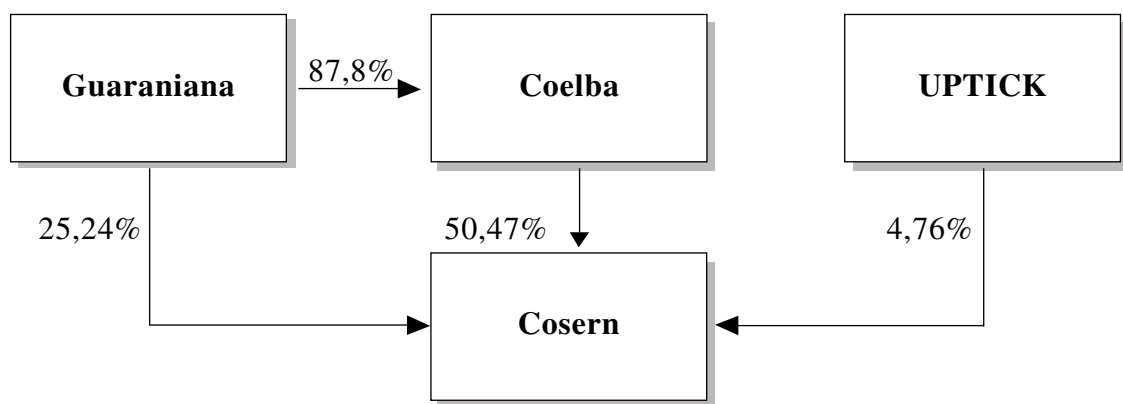 Guaraniana
87,8%
Coelba
UPTICK
25,24%
50,47%
4,76%
Cosern